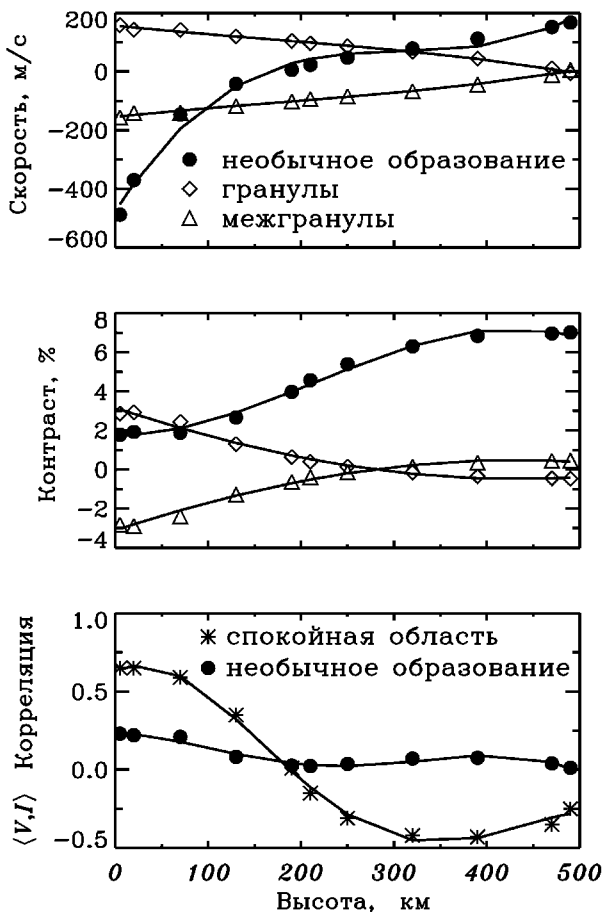 200
0
−200
−400
−600
Скорость, м/с
необычное образование
гранулы
межгранулы
8
6
4
2
0
−2
−4
Контраст, %
1.0
0.5
0.0
−0.5
⟨V,I⟩ Корреляция
спокойная область
необычное образование
0 100 200 300 400 500
Высота, км